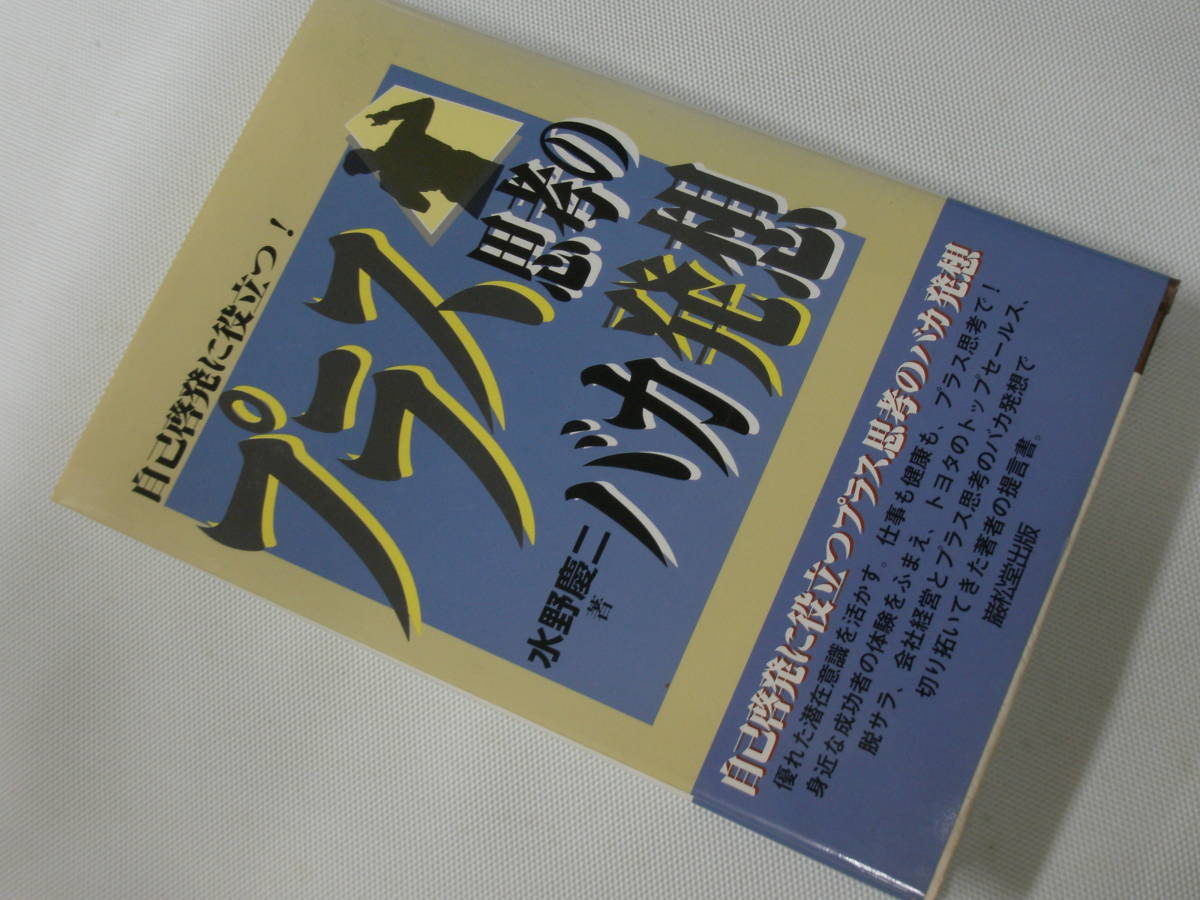 自己啓発に役立つ！
プラス
思考の
バカ発想
水野慶二
著
自己啓発に役立つプラス思考のバカ発想
優れた潜在意識を活かす。仕事も健康も、プラス思考で！
身近な成功者の体験をふまえ、トヨタのトップセールス、
脱サラ、会社経営とプラス思考のバカ発想で
切り拓いてきた著者の提言書。
厳松堂出版